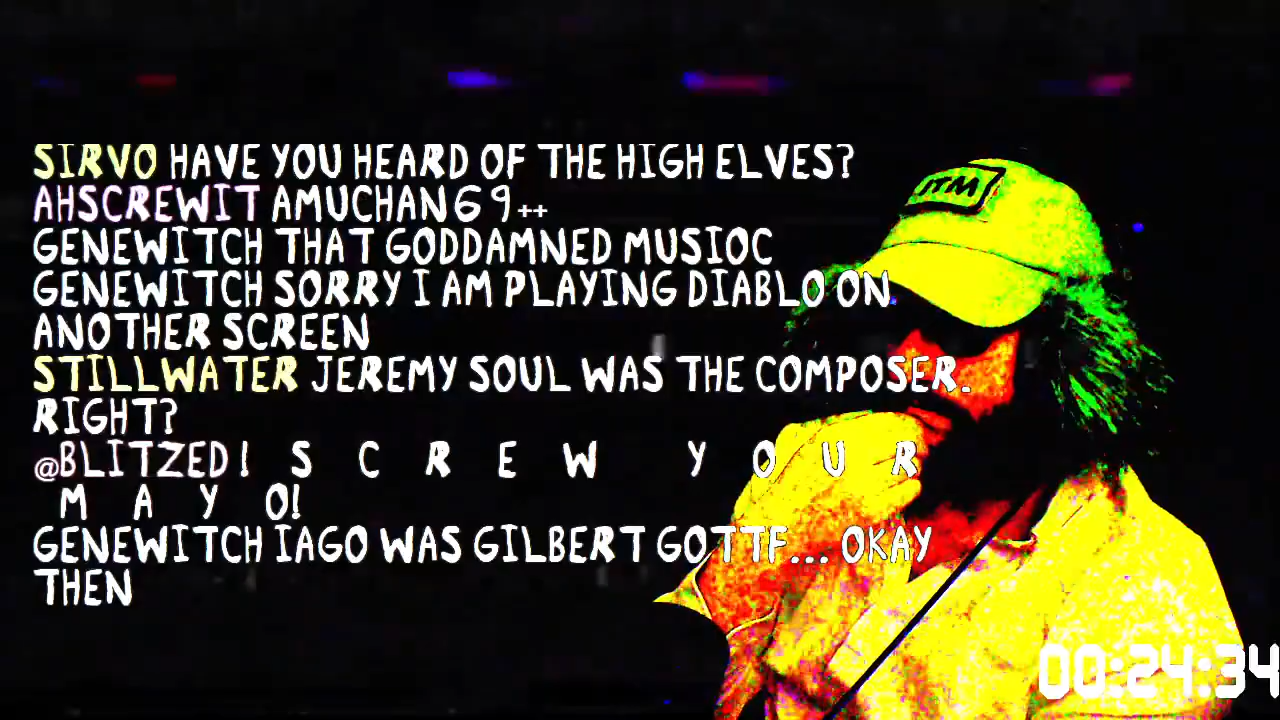 SIRVO HAVE YOU HEARD OF THE HIGH ELVES?
AHSCREWIT AMUCHAN69++
GENEWITCH THAT GODDAMNED MUSIOC
GENEWITCH SORRY I AM PLAYING DIABLO ON
ANOTHER SCREEN
STILLWATER JEREMY SOUL WAS THE COMPOSER.
RIGHT?
@BLITZED! S C R E W Y O U R
M A Y O!
GENEWITCH IAGO WAS GILBERT GOTTF... OKAY
THEN
JTM
00:24:34